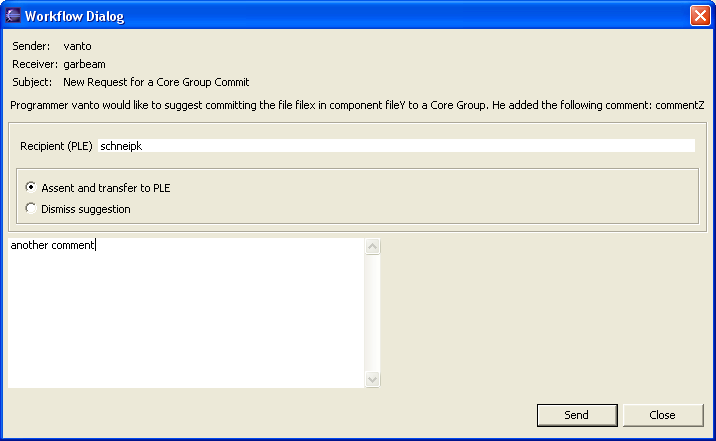 Workflow Dialog
Sender: vanto
Receiver: garbeam
Subject: New Request for a Core Group Commit
Programmer vanto would like to suggest committing the file filex in component fileY to a Core Group. He added the following comment: commentZ
Recipient (PLE) schneipk
Assent and transfer to PLE
Dismiss suggestion
another comment
Send Close